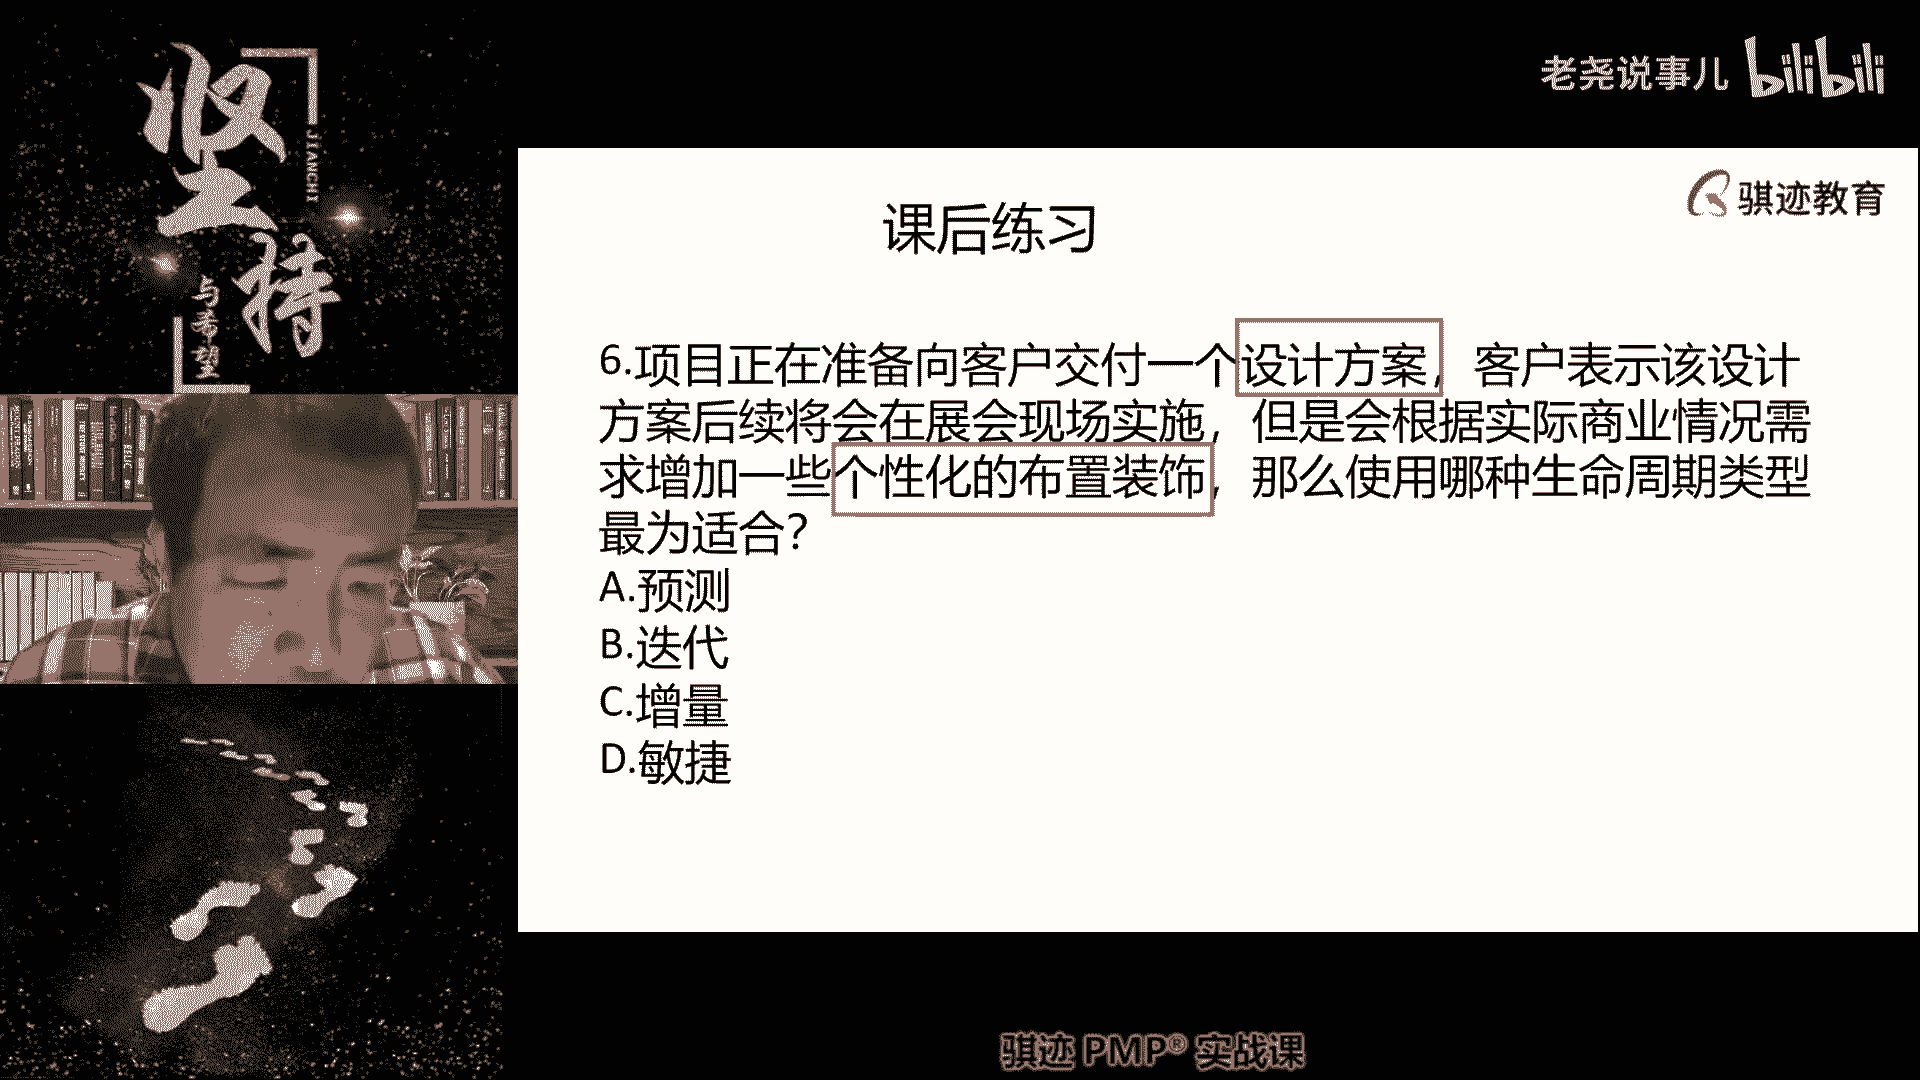 坚持
JIANCHI
与希望
老尧说事儿 bilibili
骐迹教育
课后练习
6.项目正在准备向客户交付一个设计方案，客户表示该设计
方案后续将会在展会现场实施，但是会根据实际商业情况需
求增加一些个性化的布置装饰，那么使用哪种生命周期类型
最为适合？
A.预测
B.迭代
C.增量
D.敏捷
骐迹 PMP® 实战课